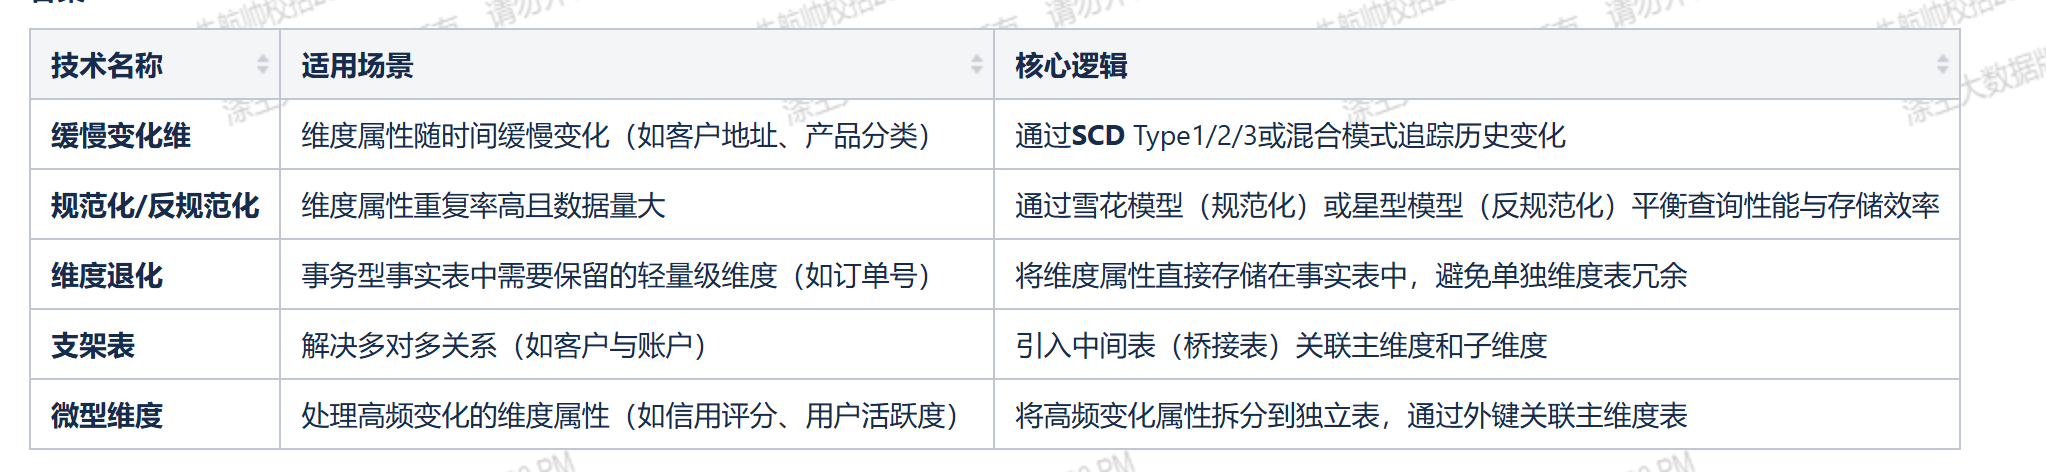 技术名称 适用场景 核心逻辑
缓慢变化维 维度属性随时间缓慢变化（如客户地址、产品分类） 通过SCD Type1/2/3或混合模式追踪历史变化
规范化/反规范化 维度属性重复率高且数据量大 通过雪花模型（规范化）或星型模型（反规范化）平衡查询性能与存储效率
维度退化 事务型事实表中需要保留的轻量级维度（如订单号） 将维度属性直接存储在事实表中，避免单独维度表冗余
支架表 解决多对多关系（如客户与账户） 引入中间表（桥接表）关联主维度和子维度
微型维度 处理高频变化的维度属性（如信用评分、用户活跃度） 将高频变化属性拆分到独立表，通过外键关联主维度表